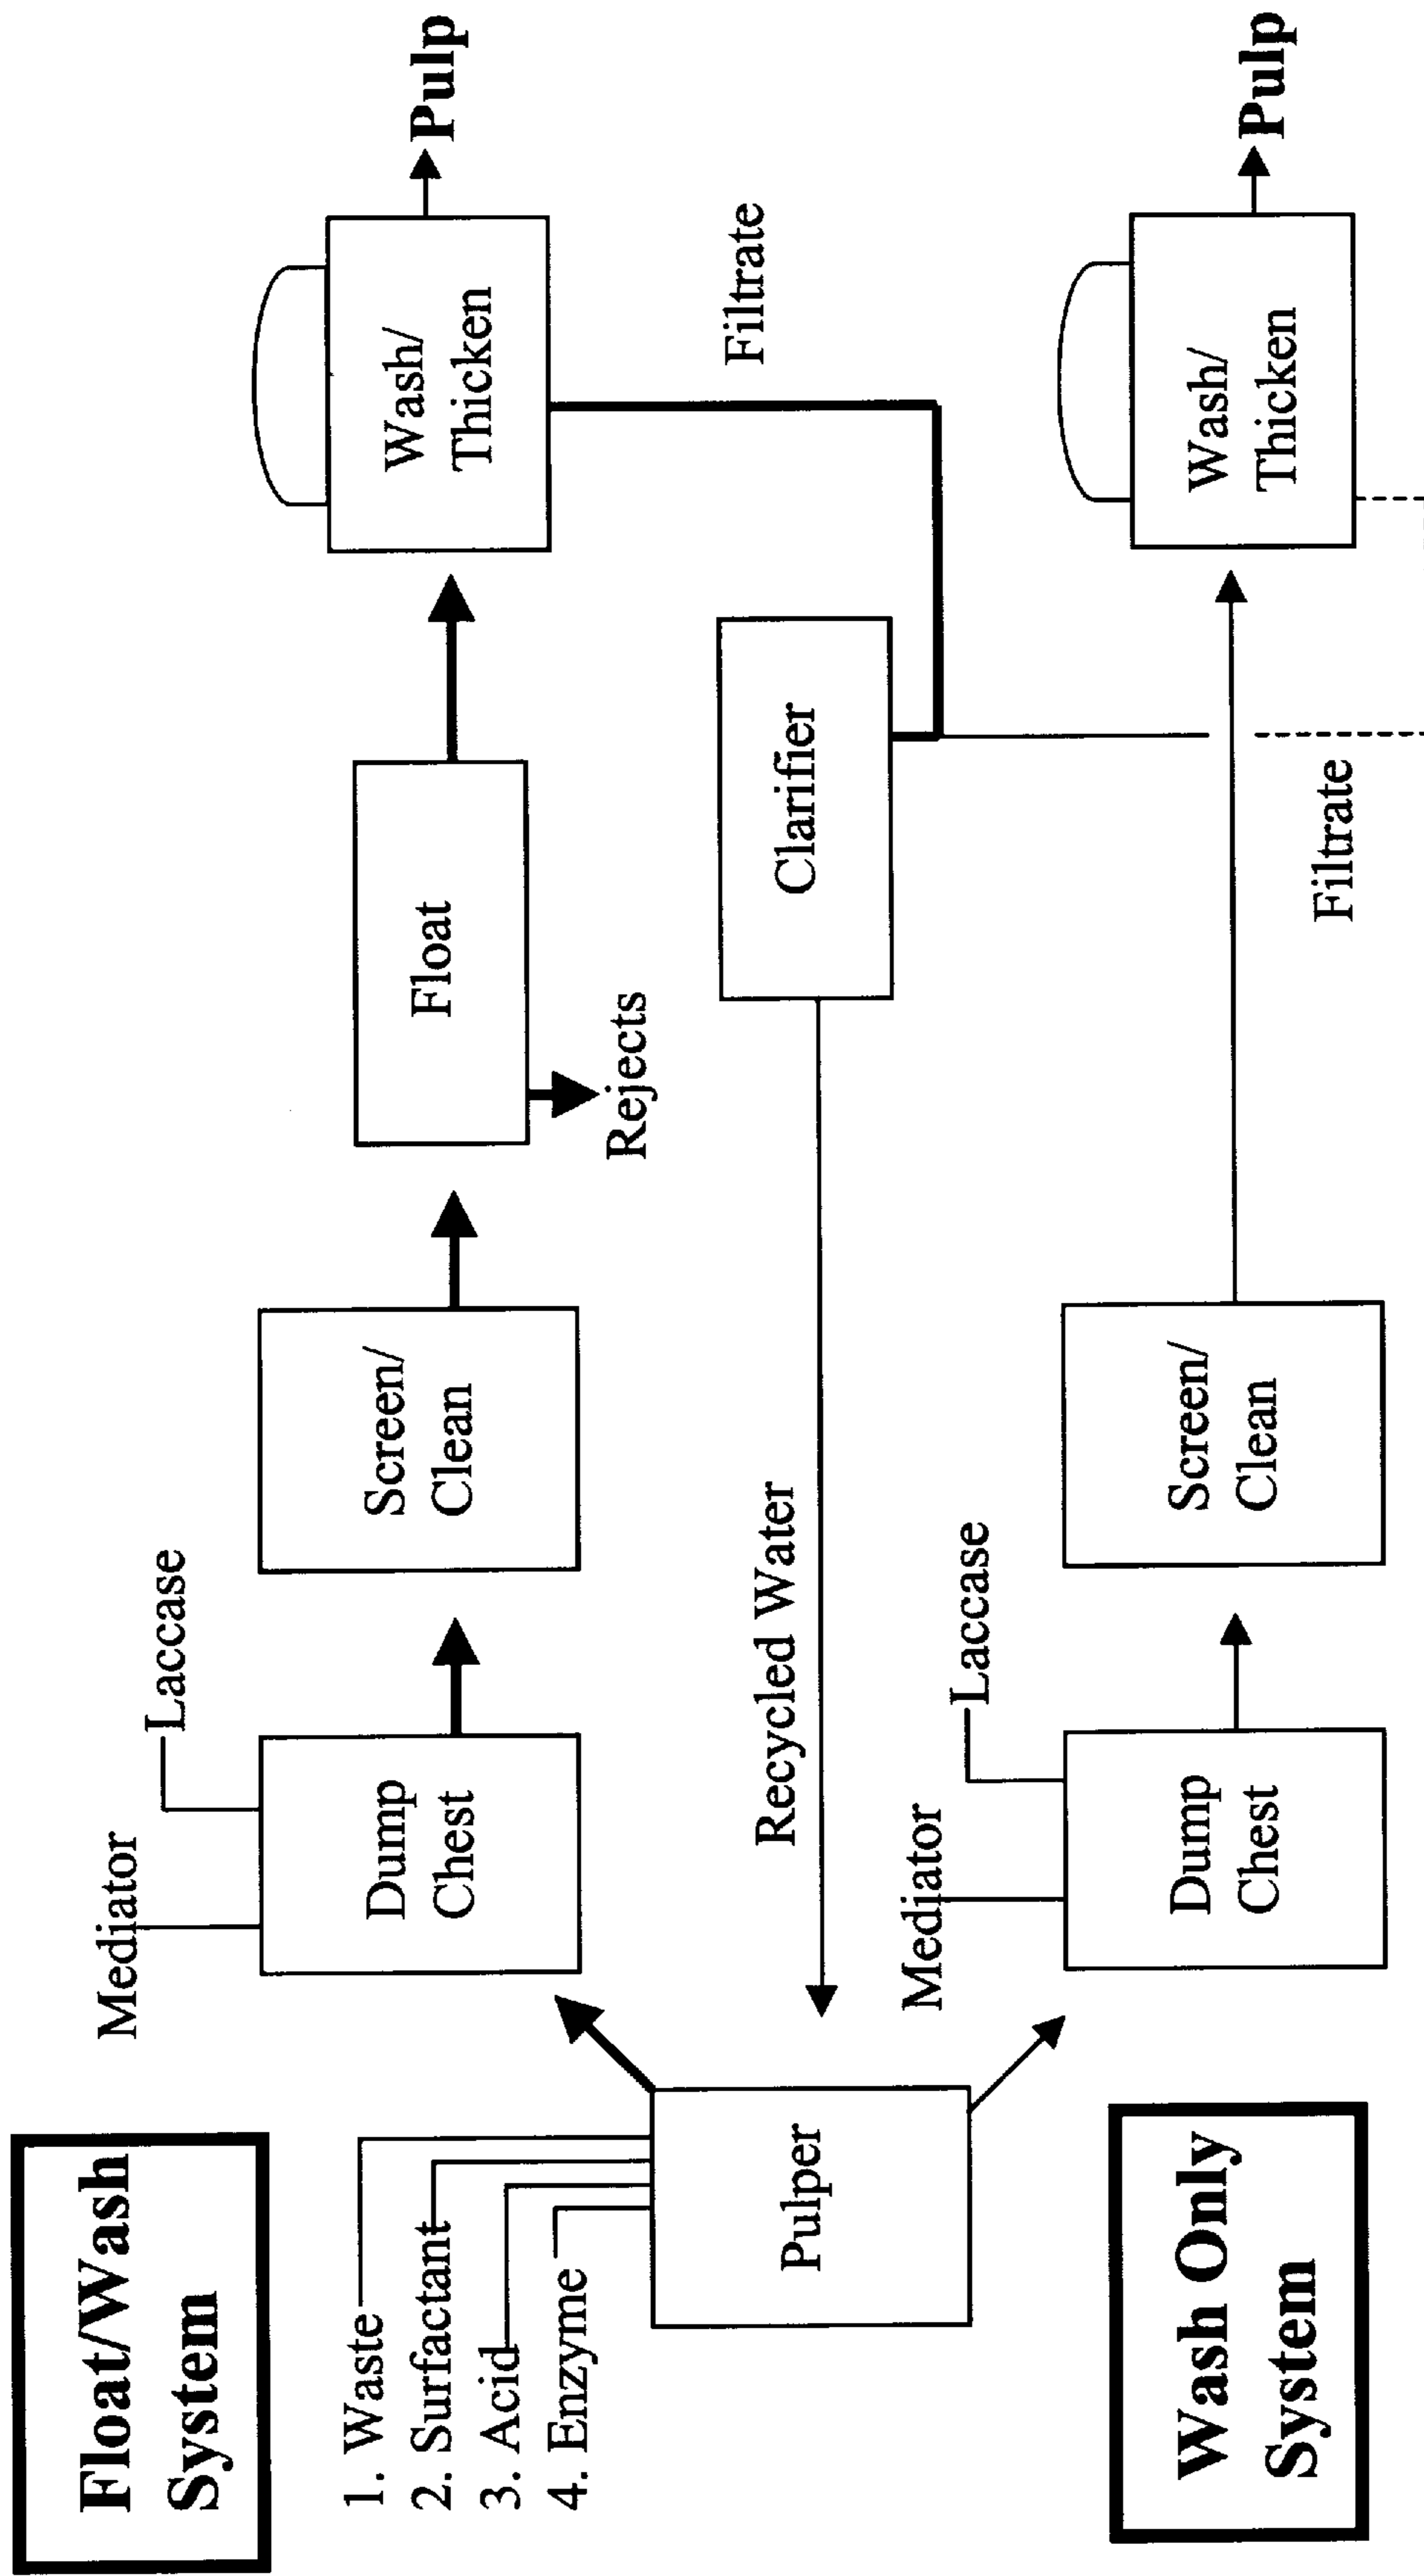 Float/Wash
System
1. Waste
2. Surfactant
3. Acid
4. Enzyme
Pulper
Mediator
Laccase
Dump
Chest
Screen/
Clean
Float
Rejects
Wash/
Thicken
Pulp
Filtrate
Clarifier
Recycled Water
Wash Only
System
Mediator
Laccase
Dump
Chest
Screen/
Clean
Filtrate
Wash/
Thicken
Pulp